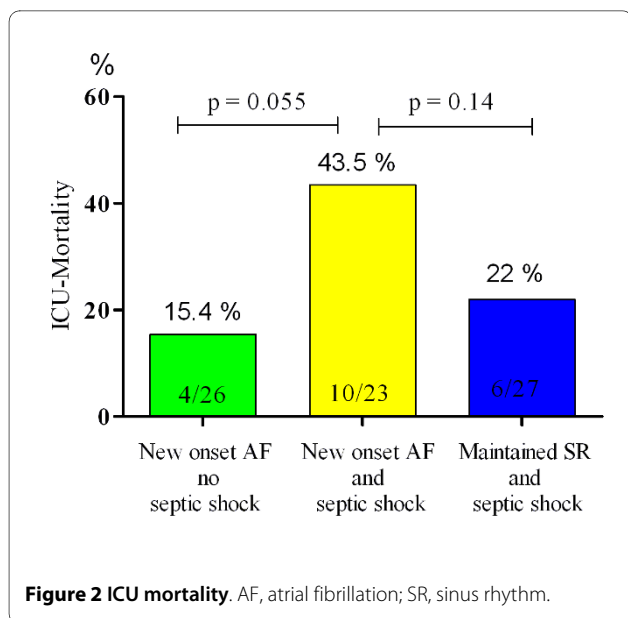 %
60
p = 0.055
p = 0.14
43.5 %
40
ICU-Mortality
22 %
20
15.4 %
4/26
10/23
6/27
0
New onset AF
no
septic shock
New onset AF
and
septic shock
Maintained SR
and
septic shock
Figure 2 ICU mortality. AF, atrial fibrillation; SR, sinus rhythm.